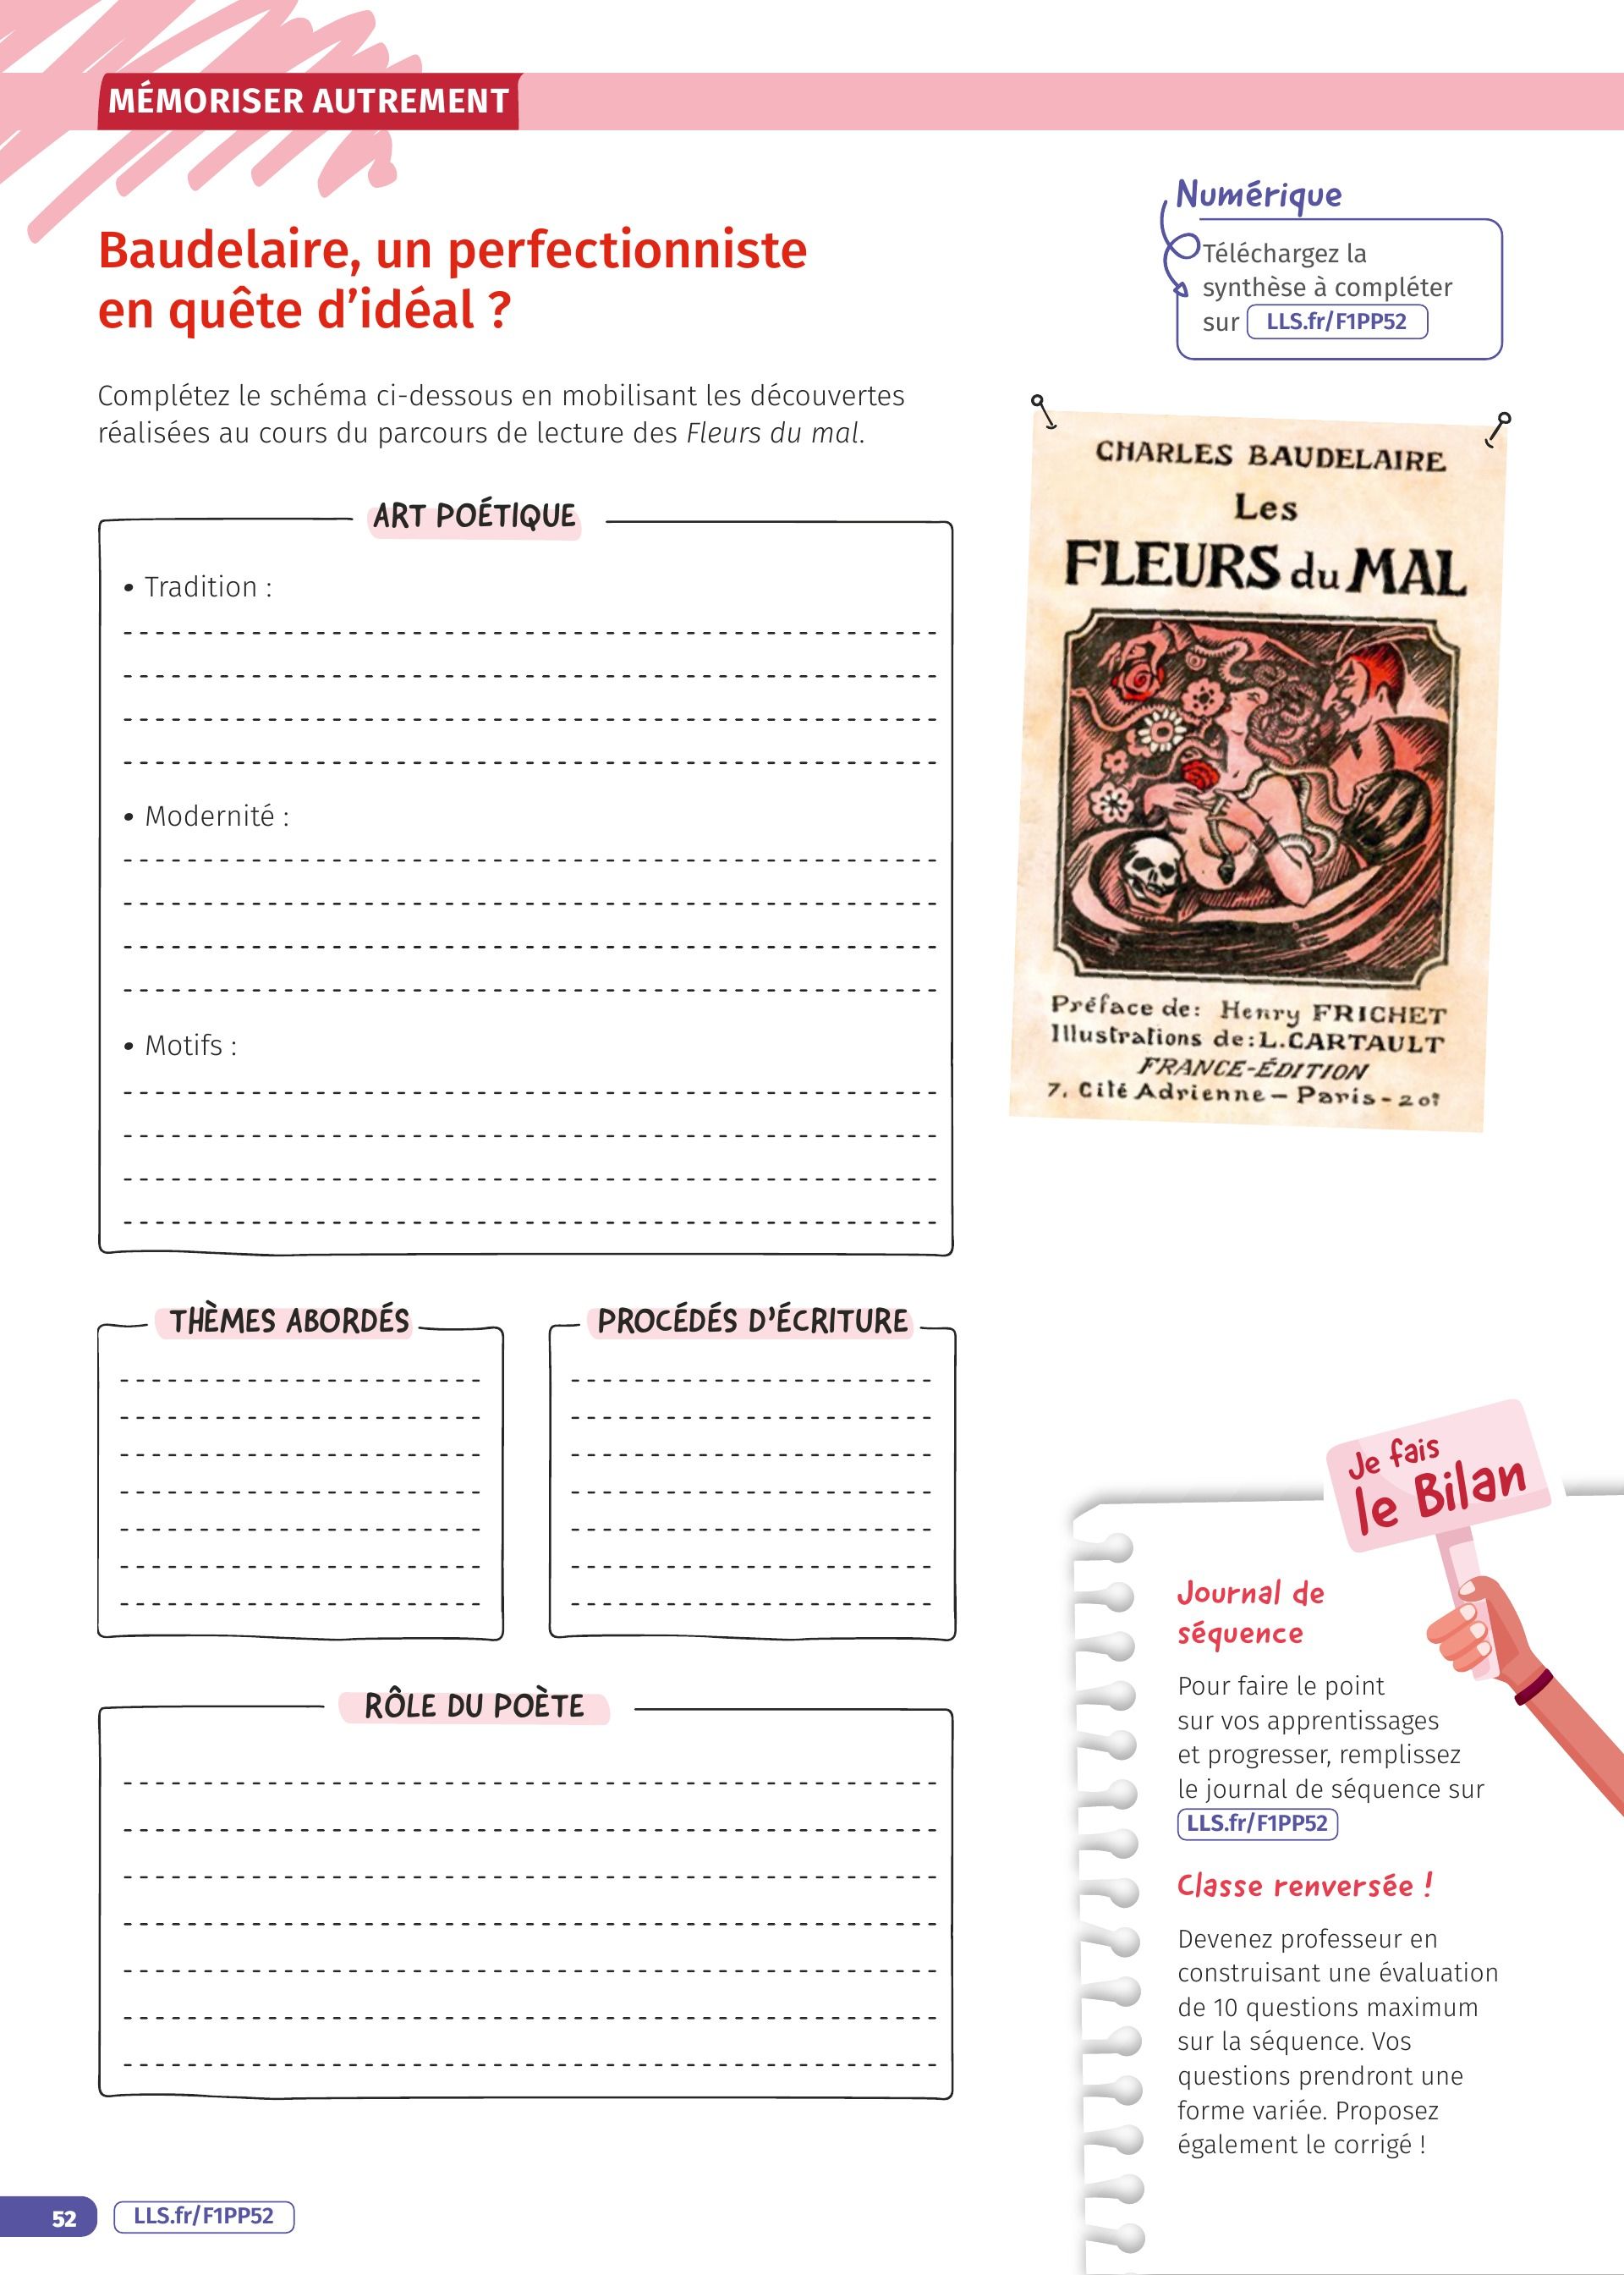 MÉMORISER AUTREMENT
Numérique
Téléchargez la
synthèse à compléter
sur LLS.fr/F1PP52
Baudelaire, un perfectionniste
en quête d'idéal ?
Complétez le schéma ci-dessous en mobilisant les découvertes
réalisées au cours du parcours de lecture des Fleurs du mal.
CHARLES BAUDELAIRE
Les
FLEURS du MAL
Préface de: Henry FRICHET
Illustrations de: L. CARTAULT
FRANCE-ÉDITION
7, Cité Adrienne – Paris - 20e
ART POÉTIQUE
• Tradition :
• Modernité :
• Motifs :
THÈMES ABORDÉS
PROCÉDÉS D'ÉCRITURE
RÔLE DU POÈTE
Je fais
le Bilan
Journal de
séquence
Pour faire le point
sur vos apprentissages
et progresser, remplissez
le journal de séquence sur
LLS.fr/F1PP52
Classe renversée !
Devenez professeur en
construisant une évaluation
de 10 questions maximum
sur la séquence. Vos
questions prendront une
forme variée. Proposez
également le corrigé !
52
LLS.fr/F1PP52